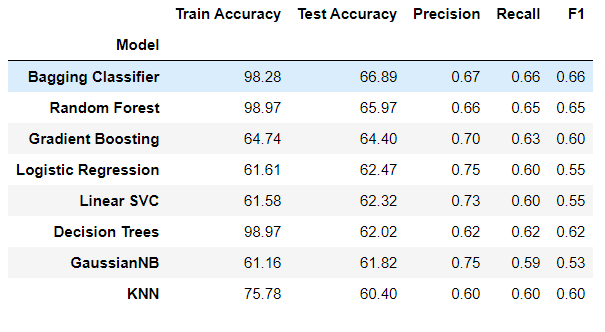 Train Accuracy Test Accuracy Precision Recall F1
Model
Bagging Classifier 98.28 66.89 0.67 0.66 0.66
Random Forest 98.97 65.97 0.66 0.65 0.65
Gradient Boosting 64.74 64.40 0.70 0.63 0.60
Logistic Regression 61.61 62.47 0.75 0.60 0.55
Linear SVC 61.58 62.32 0.73 0.60 0.55
Decision Trees 98.97 62.02 0.62 0.62 0.62
GaussianNB 61.16 61.82 0.75 0.59 0.53
KNN 75.78 60.40 0.60 0.60 0.60